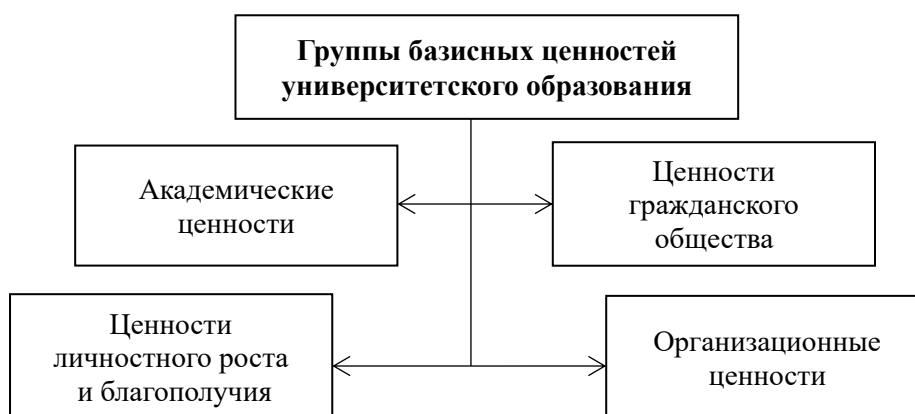 Группы базисных ценностей
университетского образования
Академические
ценности
Ценности
гражданского
общества
Ценности
личностного роста
и благополучия
Организационные
ценности